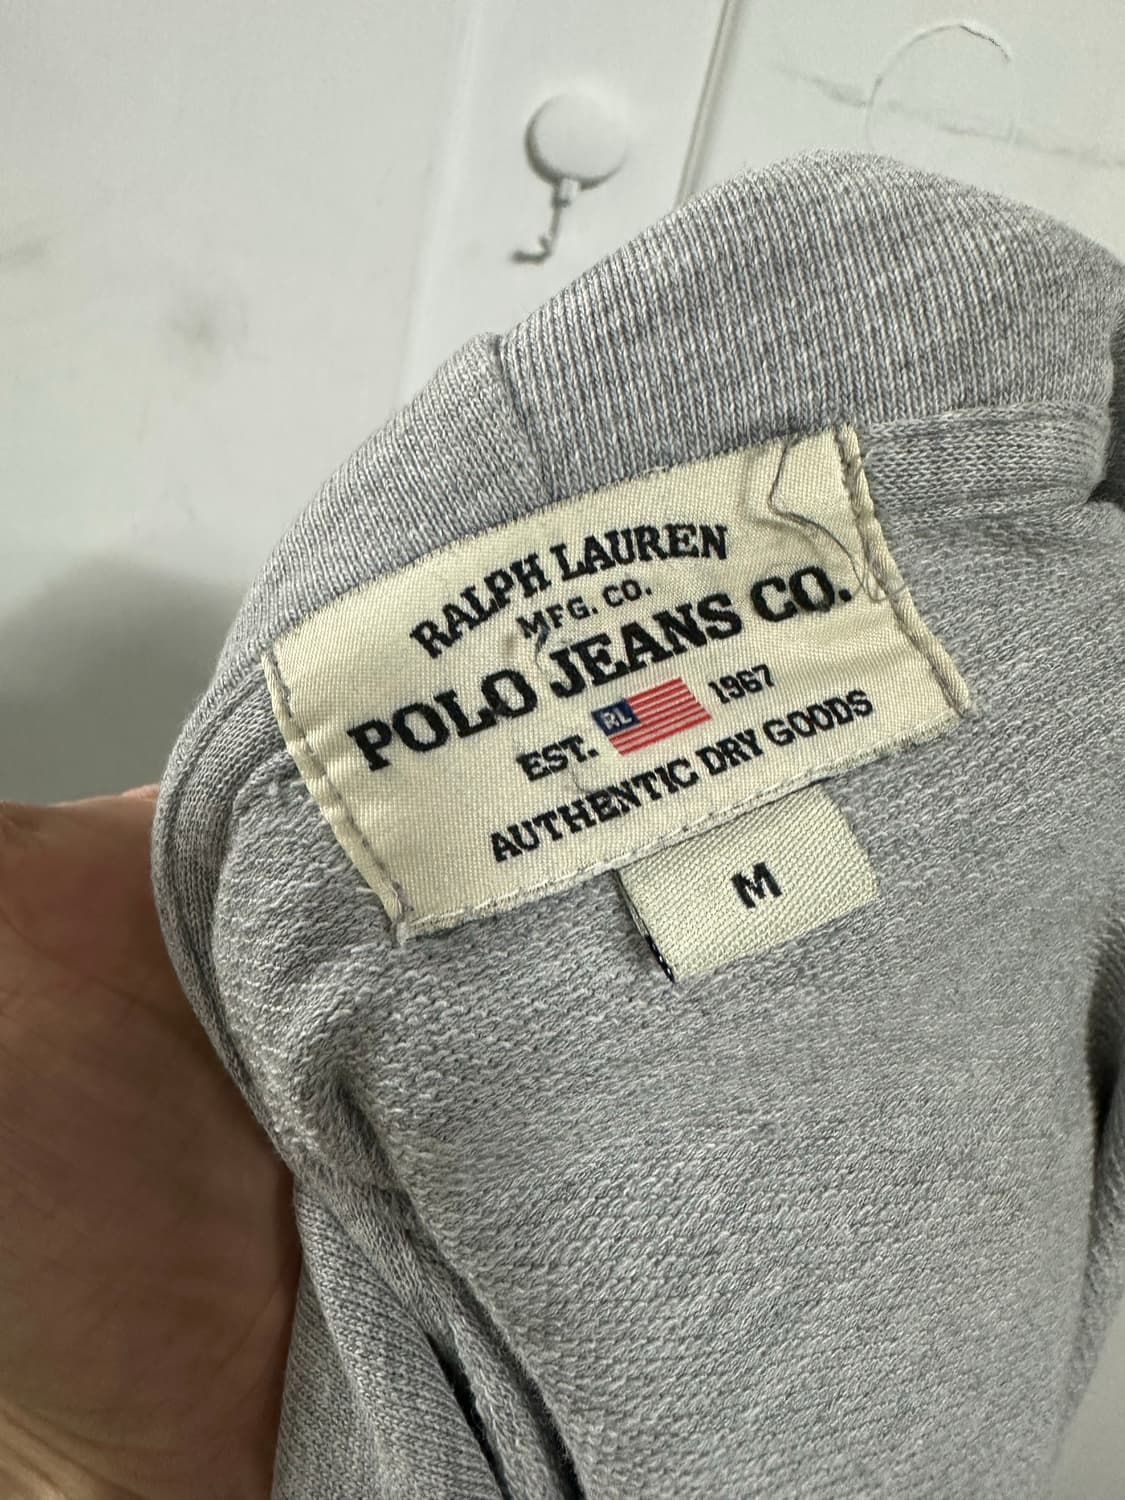 RALPH LAUREN
MFG. CO.
POLO JEANS CO.
EST. RL 1967
AUTHENTIC DRY GOODS
M